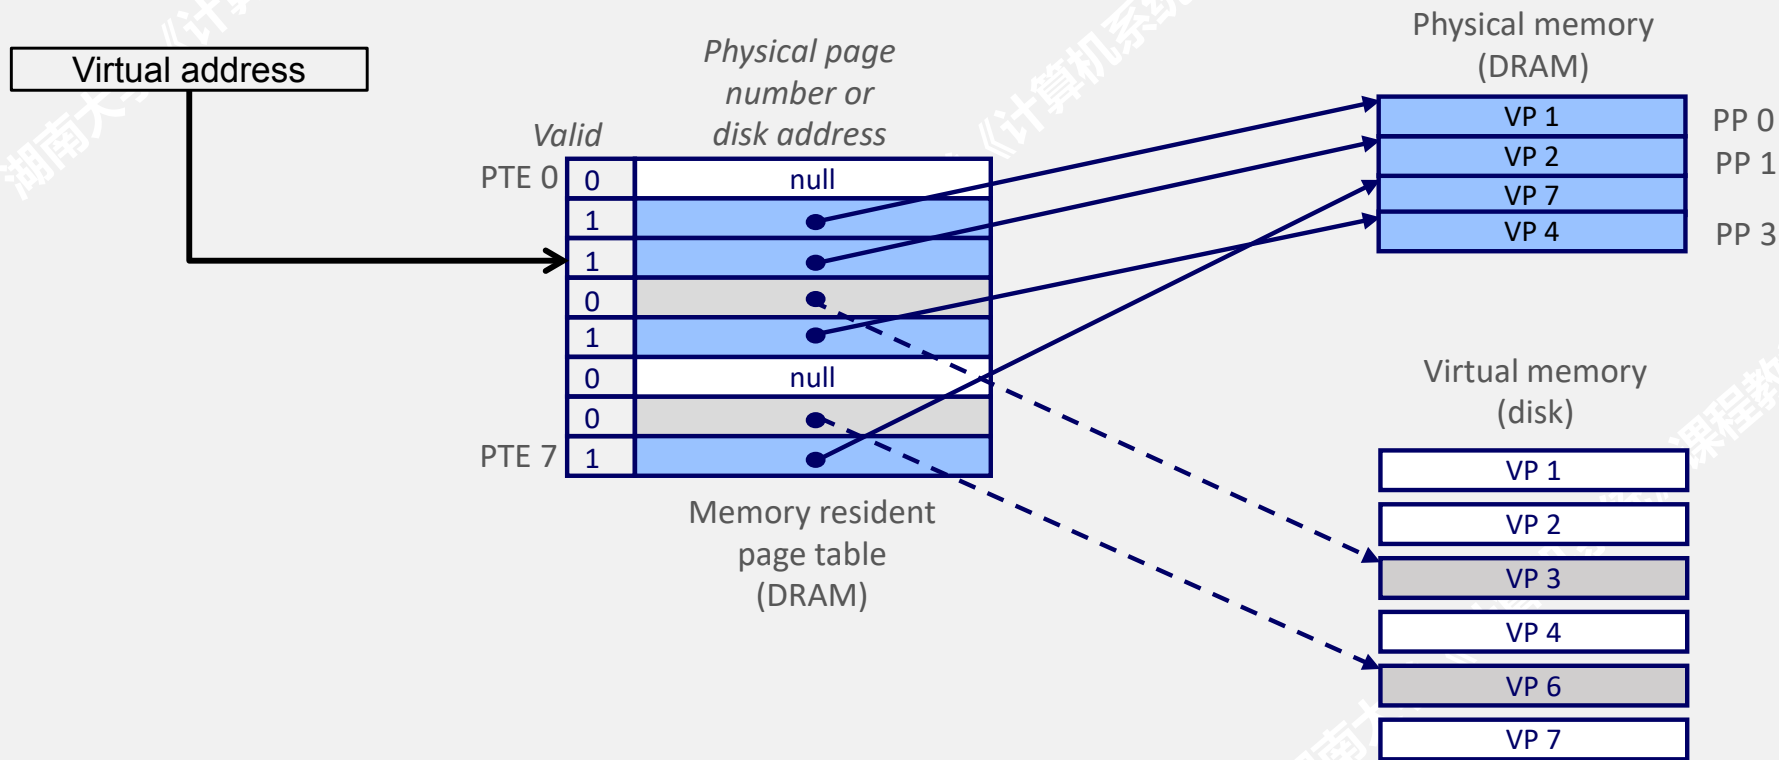 Virtual address
Physical page
number or
disk address
Valid
PTE 0
0
null
1
1
0
1
0
null
0
PTE 7
1
Memory resident
page table
(DRAM)
Physical memory
(DRAM)
VP 1
PP 0
VP 2
PP 1
VP 7
VP 4
PP 3
Virtual memory
(disk)
VP 1
VP 2
VP 3
VP 4
VP 6
VP 7